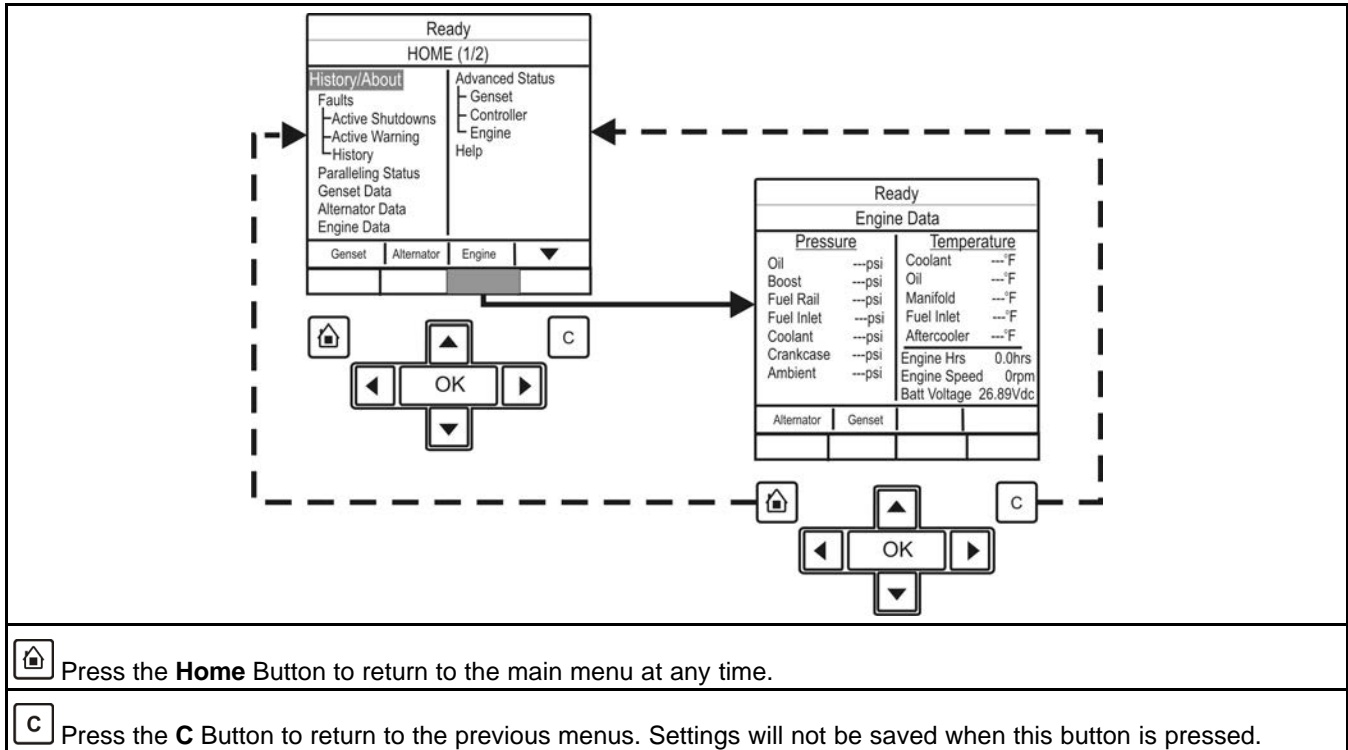 Ready
HOME (1/2)
History/About
Faults
Active Shutdowns
Active Warning
History
Paralleling Status
Genset Data
Alternator Data
Engine Data
Advanced Status
Genset
Controller
Engine
Help
Genset Alternator Engine
C
OK
Ready
Engine Data
Pressure
Oil ---psi
Boost ---psi
Fuel Rail ---psi
Fuel Inlet ---psi
Coolant ---psi
Crankcase ---psi
Ambient ---psi
Temperature
Coolant ---°F
Oil ---°F
Manifold ---°F
Fuel Inlet ---°F
Aftercooler ---°F
Engine Hrs 0.0hrs
Engine Speed 0rpm
Batt Voltage 26.89Vdc
Alternator Genset
C
OK
Press the Home Button to return to the main menu at any time.
C Press the C Button to return to the previous menus. Settings will not be saved when this button is pressed.